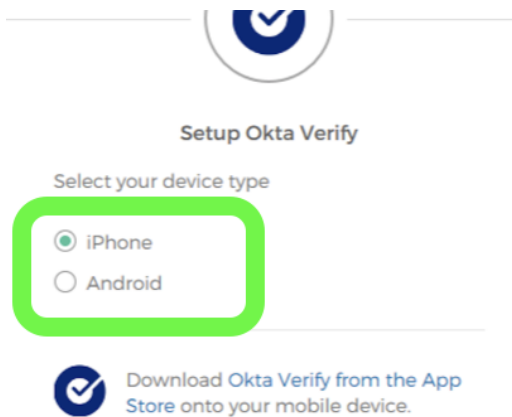 Setup Okta Verify
Select your device type
iPhone
Android
Download Okta Verify from the App
Store onto your mobile device.